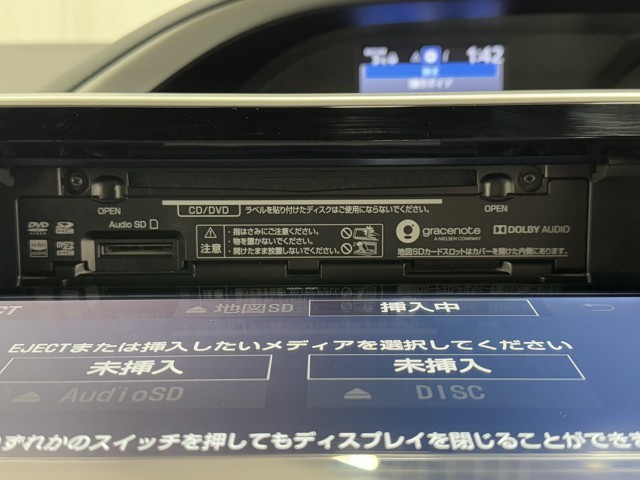 1:42
CD/DVD ラベルを貼り付けたディスクはご使用にならないでください。
OPEN
OPEN
Audio SD
DVD
注意
・指はさみにご注意ください。
・物を置かないでください。
・開けたまま放置しないでください。
gracenote
A NIELSEN COMPANY
DOLBY AUDIO
地図SDカードスロットはカバーを開けた内側にあります。
CT
地図SD 挿入中
EJECTまたは挿入したいメディアを選択してください
未挿入 未挿入
AudioSD DISC
いずれかのスイッチを押してもディスプレイを閉じることができ